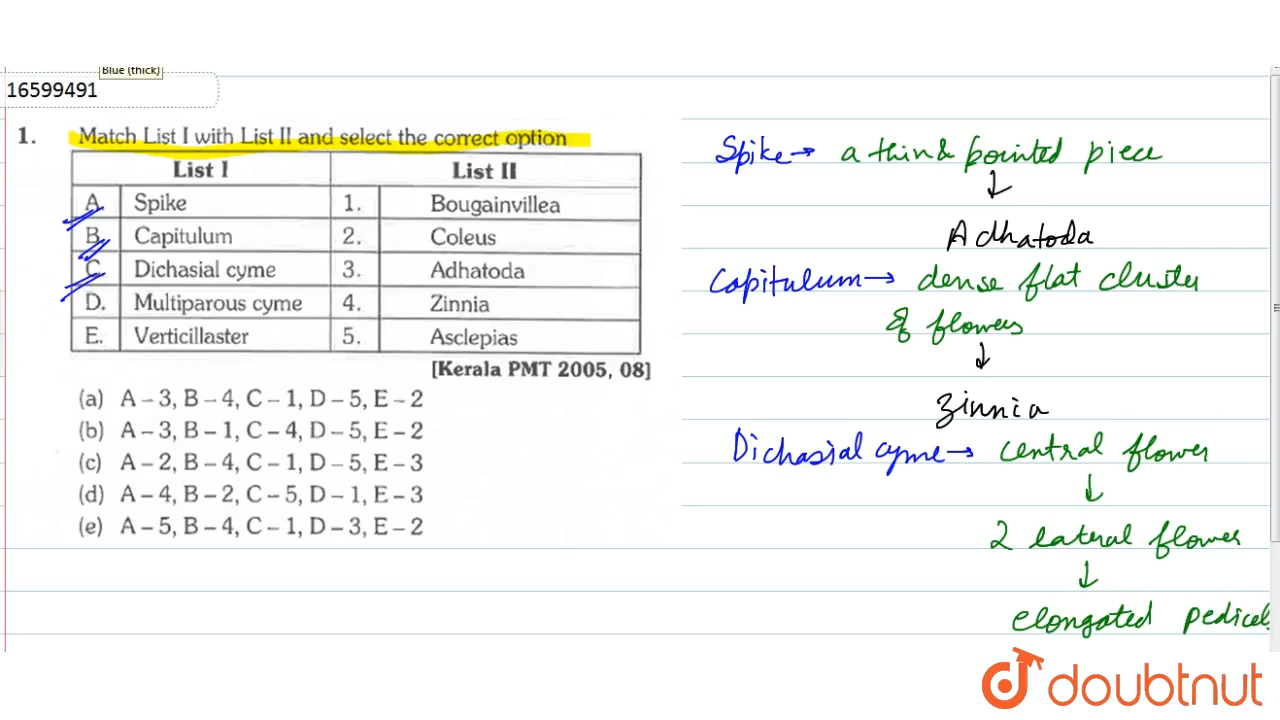 Blue (thick)
16599491
1. Match List I with List II and select the correct option
List I List II
A. Spike 1. Bougainvillea
B. Capitulum 2. Coleus
C. Dichasial cyme 3. Adhatoda
D. Multiparous cyme 4. Zinnia
E. Verticillaster 5. Asclepias
[Kerala PMT 2005, 08]
(a) A – 3, B – 4, C – 1, D – 5, E – 2
(b) A – 3, B – 1, C – 4, D – 5, E – 2
(c) A – 2, B – 4, C – 1, D – 5, E – 3
(d) A – 4, B – 2, C – 5, D – 1, E – 3
(e) A – 5, B – 4, C – 1, D – 3, E – 2
Spike → a thin & pointed piece
↓
Adhatoda
Capitulum → dense flat cluster
of flowers
↓
Zinnia
Dichasial cyme → central flower
↓
2 lateral flower
↓
elongated pedicels
doubtnut